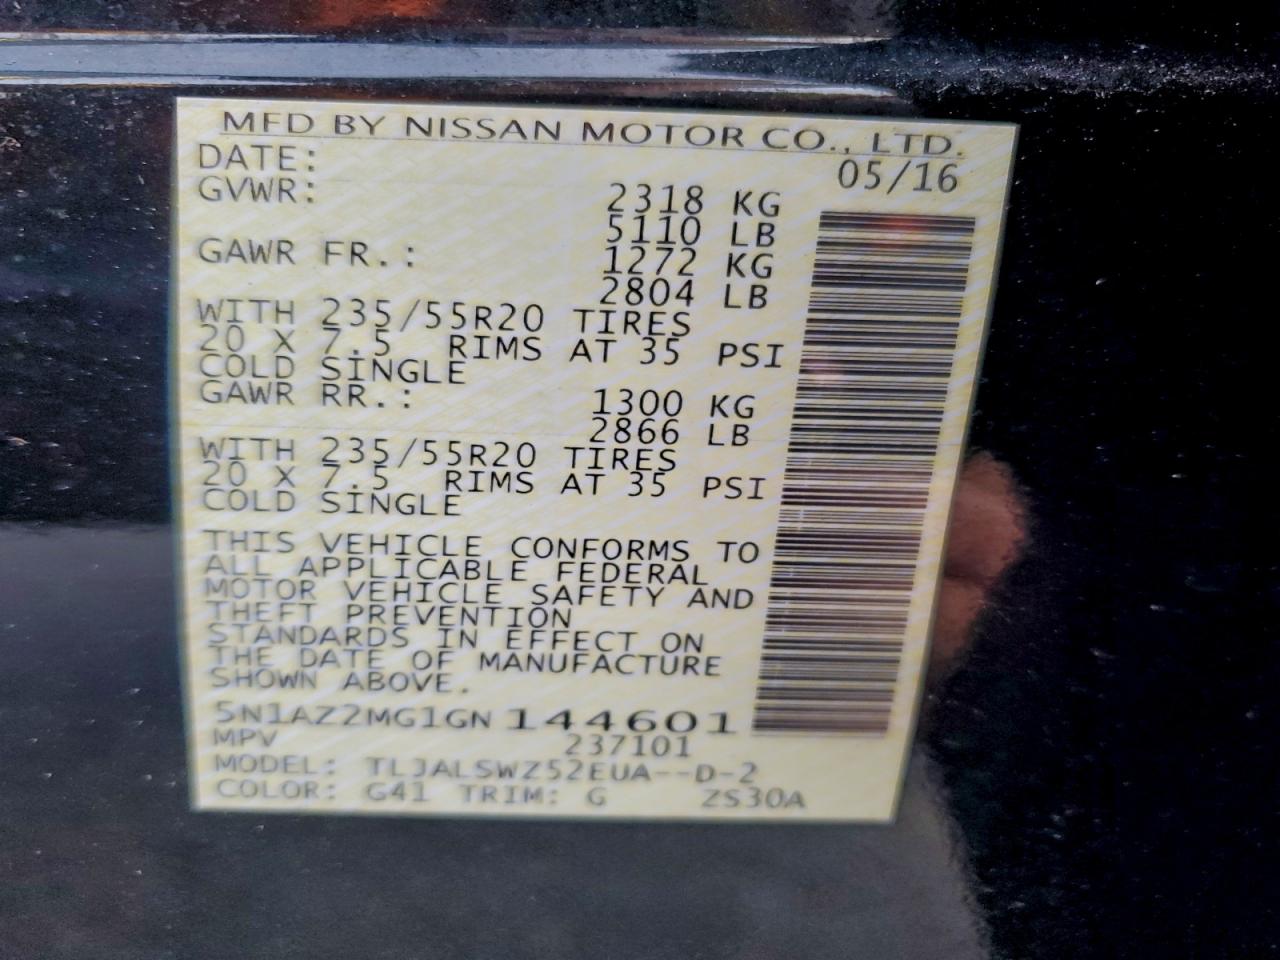 MFD BY NISSAN MOTOR CO., LTD.
DATE: 05/16
GVWR: 2318 KG
5110 LB
GAWR FR.: 1272 KG
2804 LB
WITH 235/55R20 TIRES
20 X 7.5 RIMS AT 35 PSI
COLD SINGLE
GAWR RR.: 1300 KG
2866 LB
WITH 235/55R20 TIRES
20 X 7.5 RIMS AT 35 PSI
COLD SINGLE
THIS VEHICLE CONFORMS TO
ALL APPLICABLE FEDERAL
MOTOR VEHICLE SAFETY AND
THEFT PREVENTION
STANDARDS IN EFFECT ON
THE DATE OF MANUFACTURE
SHOWN ABOVE.
5N1AZ2MG1GN144601
MPV 237101
MODEL: TLJALSWZ52EUA--D-2
COLOR: G41 TRIM: G ZS30A